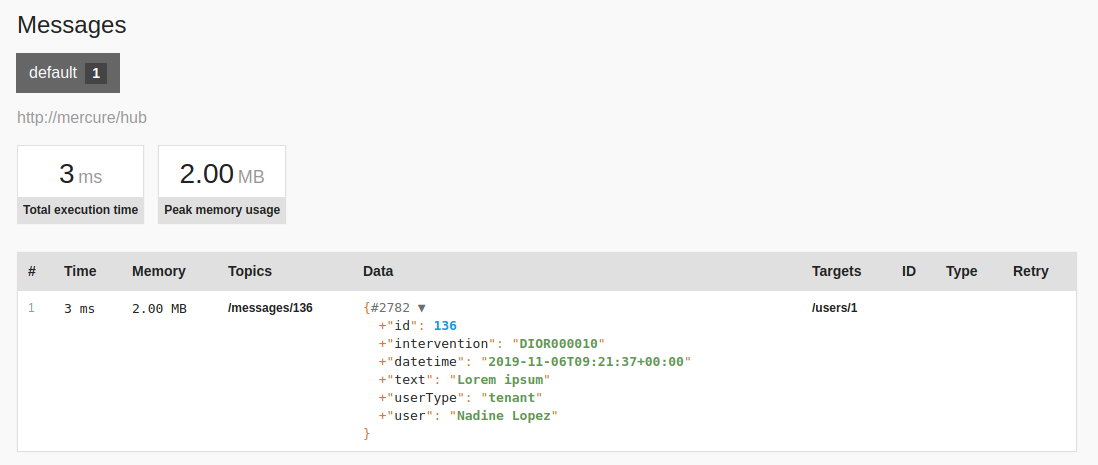 Messages
default 1
http://mercure/hub
3 ms 2.00 MB
Total execution time Peak memory usage
# Time Memory Topics Data Targets ID Type Retry
1 3 ms 2.00 MB /messages/136 {#2782 ▼ /users/1
+"id": 136
+"intervention": "DIOR000010"
+"datetime": "2019-11-06T09:21:37+00:00"
+"text": "Lorem ipsum"
+"userType": "tenant"
+"user": "Nadine Lopez"
}